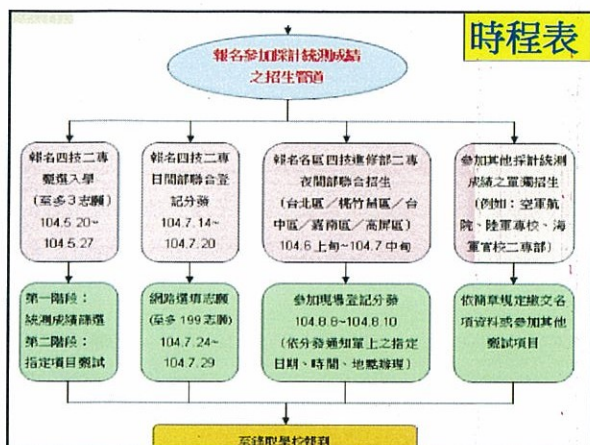 時程表
報名參加採計統測成績
之招生管道
報名四技二專
甄選入學
(至多3志願)
104.5.20~
104.5.27
報名四技二專
日間部聯合登
記分發
104.7.14~
104.7.20
報名各區四技進修部二專
夜間部聯合招生
(台北區/桃竹苗區/台
中區/嘉南區/高屏區)
104.6上旬~104.7中旬
參加其他採計統測
成績之單獨招生
(例如:空軍航
院、陸軍專校、海
軍官校二專部)
第一階段:
統測成績篩選
第二階段:
指定項目甄試
網路選填志願
(至多199志願)
104.7.24~
104.7.29
參加現場登記分發
104.8.8~104.8.10
(依分發通知單上之指定
日期、時間、地點辦理)
依簡章規定繳交各
項資料或參加其他
甄試項目
至錄取學校報到